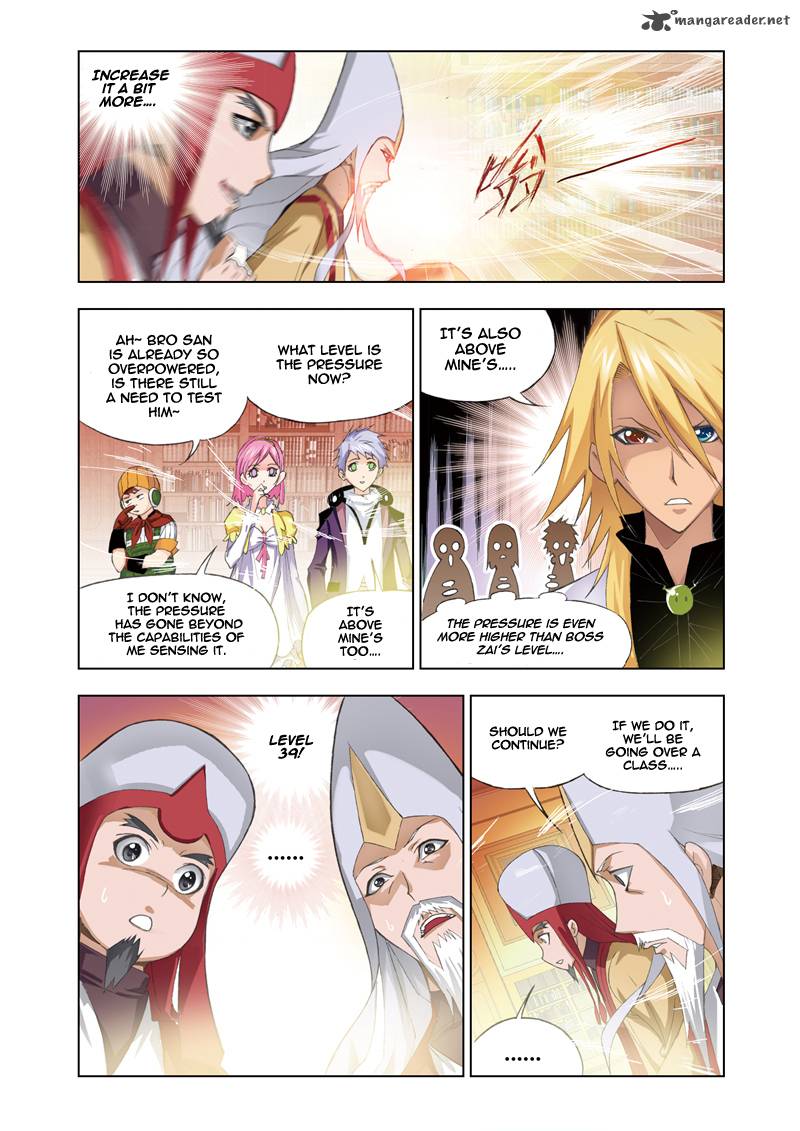 mangareader.net
INCREASE
IT A BIT
MORE....
AH~ BRO SAN
IS ALREADY SO
OVERPOWERED,
IS THERE STILL
A NEED TO TEST
HIM~
WHAT LEVEL IS
THE PRESSURE
NOW?
I DON'T KNOW,
THE PRESSURE
HAS GONE BEYOND
THE CAPABILITIES OF
ME SENSING IT.
IT'S
ABOVE
MINE'S
TOO....
IT'S ALSO
ABOVE
MINE'S.....
THE PRESSURE IS EVEN
MORE HIGHER THAN BOSS
ZAI'S LEVEL....
LEVEL
39!
......
SHOULD WE
CONTINUE?
IF WE DO IT,
WE'LL BE
GOING OVER A
CLASS.....
......